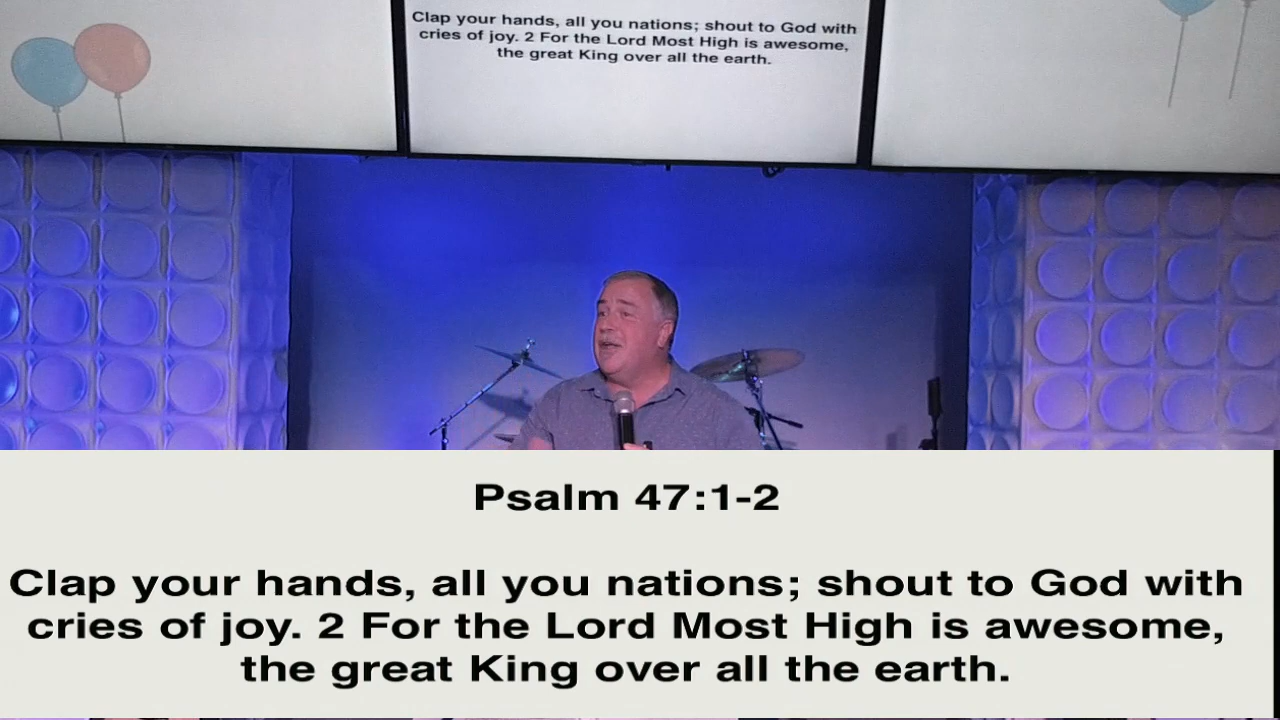 Clap your hands, all you nations; shout to God with
cries of joy. 2 For the Lord Most High is awesome,
the great King over all the earth.
Psalm 47:1-2
Clap your hands, all you nations; shout to God with
cries of joy. 2 For the Lord Most High is awesome,
the great King over all the earth.